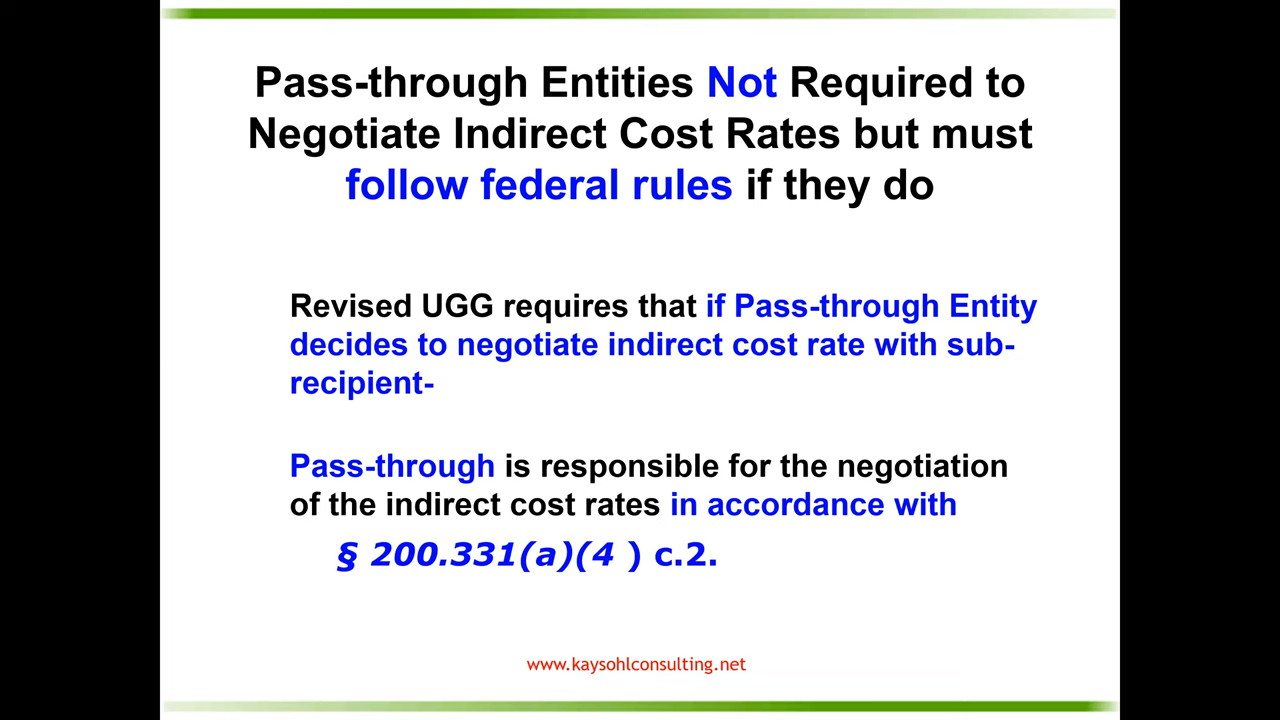 Pass-through Entities Not Required to
Negotiate Indirect Cost Rates but must
follow federal rules if they do
Revised UGG requires that if Pass-through Entity
decides to negotiate indirect cost rate with sub-
recipient-
Pass-through is responsible for the negotiation
of the indirect cost rates in accordance with
§ 200.331(a)(4 ) c.2.
www.kaysohlconsulting.net